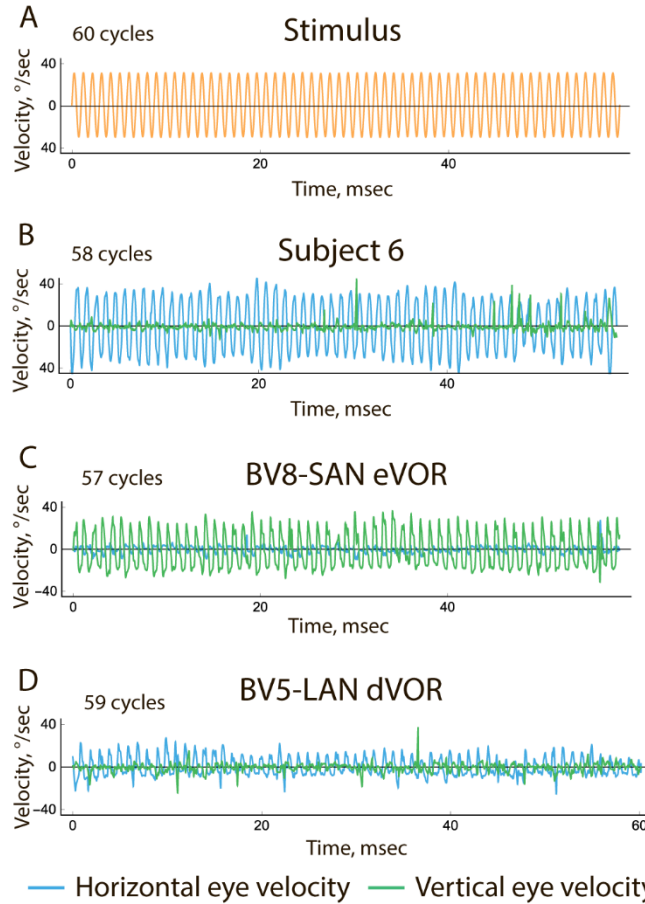 A
60 cycles
Stimulus
Velocity, °/sec
40
0
40
0
20
40
Time, msec
B
58 cycles
Subject 6
Velocity, °/sec
40
0
40
0
20
40
Time, msec
C
57 cycles
BV8-SAN eVOR
Velocity, °/sec
40
0
−40
0
20
40
Time, msec
D
59 cycles
BV5-LAN dVOR
Velocity, °/sec
40
0
−40
0
20
40
60
Time, msec
Horizontal eye velocity
Vertical eye velocity